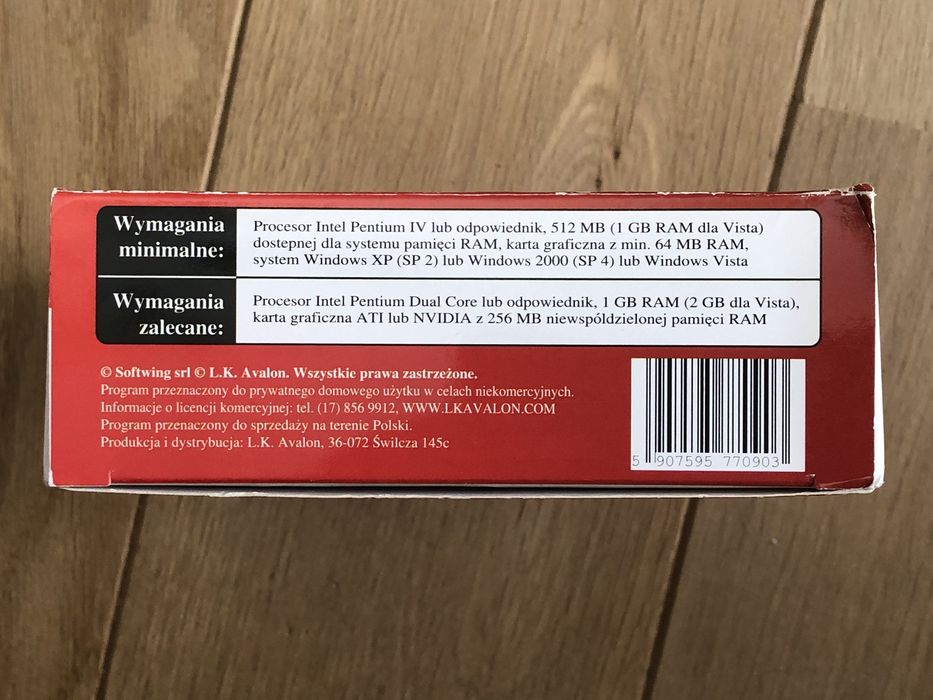 Wymagania
minimalne:
Procesor Intel Pentium IV lub odpowiednik, 512 MB (1 GB RAM dla Vista)
dostępnej dla systemu pamięci RAM, karta graficzna z min. 64 MB RAM,
system Windows XP (SP 2) lub Windows 2000 (SP 4) lub Windows Vista
Wymagania
zalecane:
Procesor Intel Pentium Dual Core lub odpowiednik, 1 GB RAM (2 GB dla Vista),
karta graficzna ATI lub NVIDIA z 256 MB niewspóldzielonej pamięci RAM
© Softwing srl © L.K. Avalon. Wszystkie prawa zastrzeżone.
Program przeznaczony do prywatnego domowego użytku w celach niekomercyjnych.
Informacje o licencji komercyjnej: tel. (17) 856 9912, WWW.LKAVALON.COM
Program przeznaczony do sprzedaży na terenie Polski.
Produkcja i dystrybucja: L.K. Avalon, 36-072 Świlcza 145c
5 907595 770903